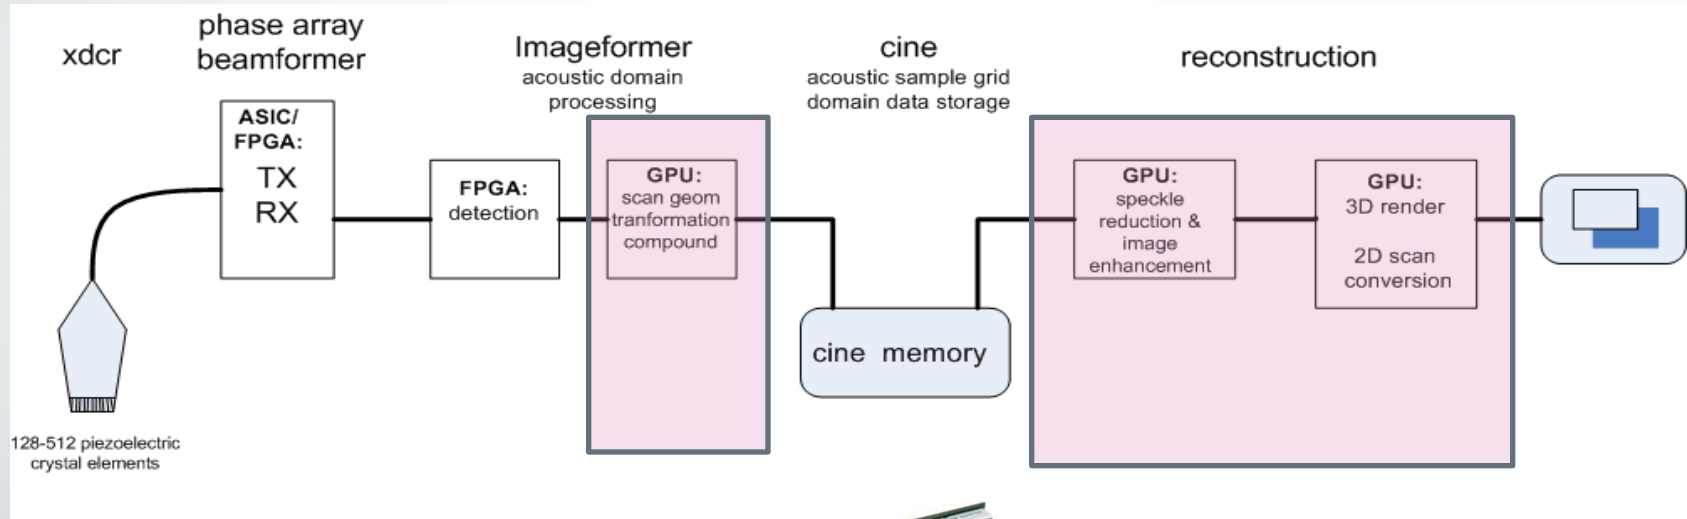 xdcr
128-512 piezoelectric
crystal elements
phase array
beamformer
ASIC/
FPGA:
TX
RX
FPGA:
detection
Imageformer
acoustic domain
processing
GPU:
scan geom
tranformation
compound
cine
acoustic sample grid
domain data storage
cine memory
reconstruction
GPU:
speckle
reduction &
image
enhancement
GPU:
3D render
2D scan
conversion